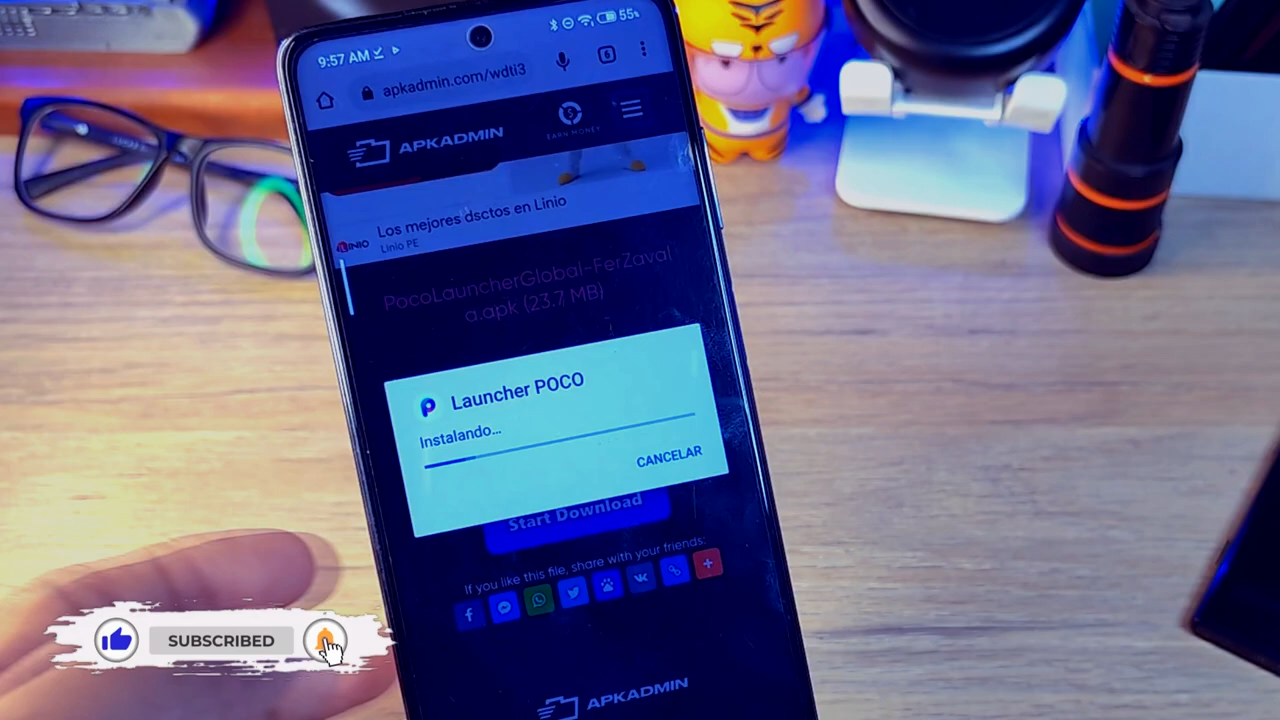 9:57 AM
55%
apkadmin.com/wdti3
6
APKADMIN
EARN MONEY
Los mejores dsctos en Linio
LINIO
Linio PE
PocoLauncherGlobal-FerZaval
a.apk (23.7 MB)
Launcher POCO
Instalando...
CANCELAR
Start Download
If you like this file, share with your friends:
APKADMIN
SUBSCRIBED